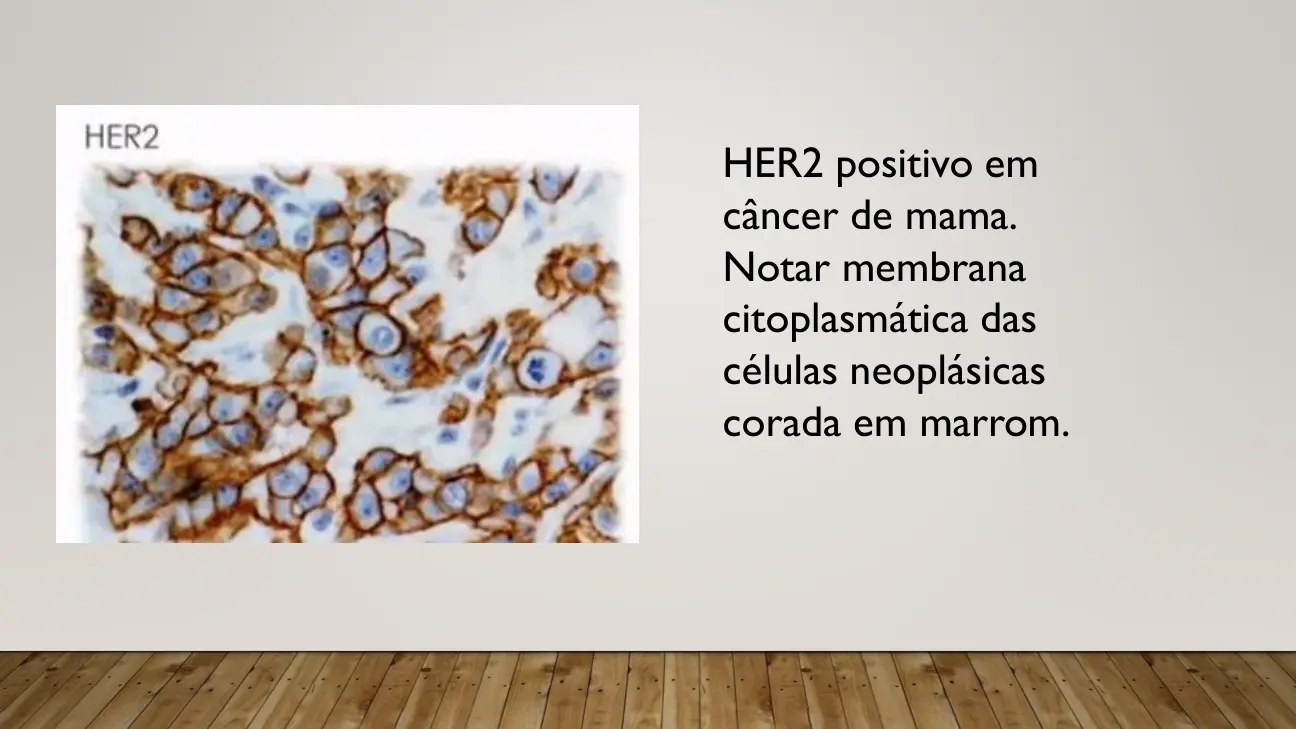 HER2
HER2 positivo em
câncer de mama.
Notar membrana
citoplasmática das
células neoplásicas
corada em marrom.